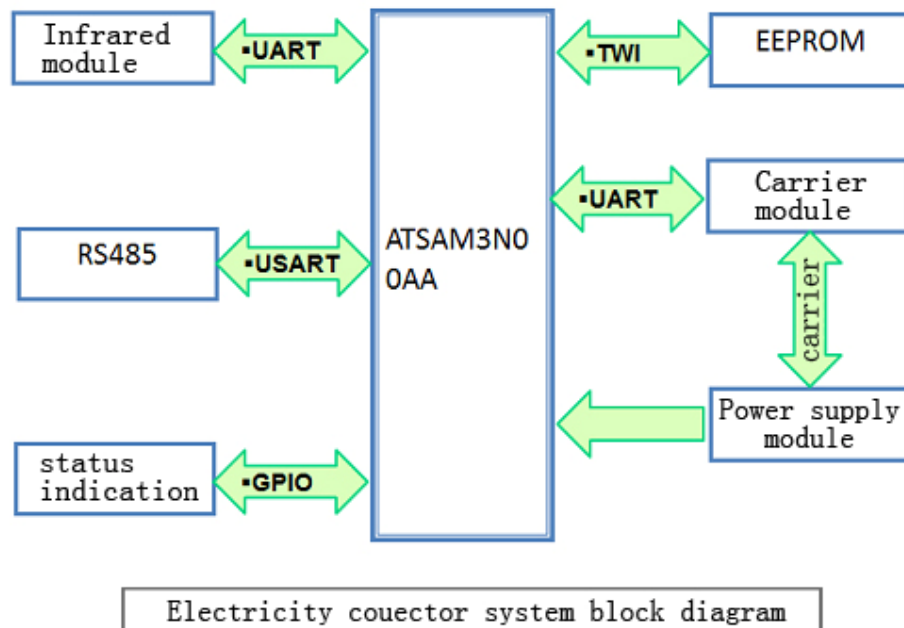 Infrared
module
▪UART
▪TWI
EEPROM
▪UART
Carrier
module
RS485
▪USART
ATSAM3N0
0AA
carrier
Power supply
module
status
indication
▪GPIO
Electricity couector system block diagram